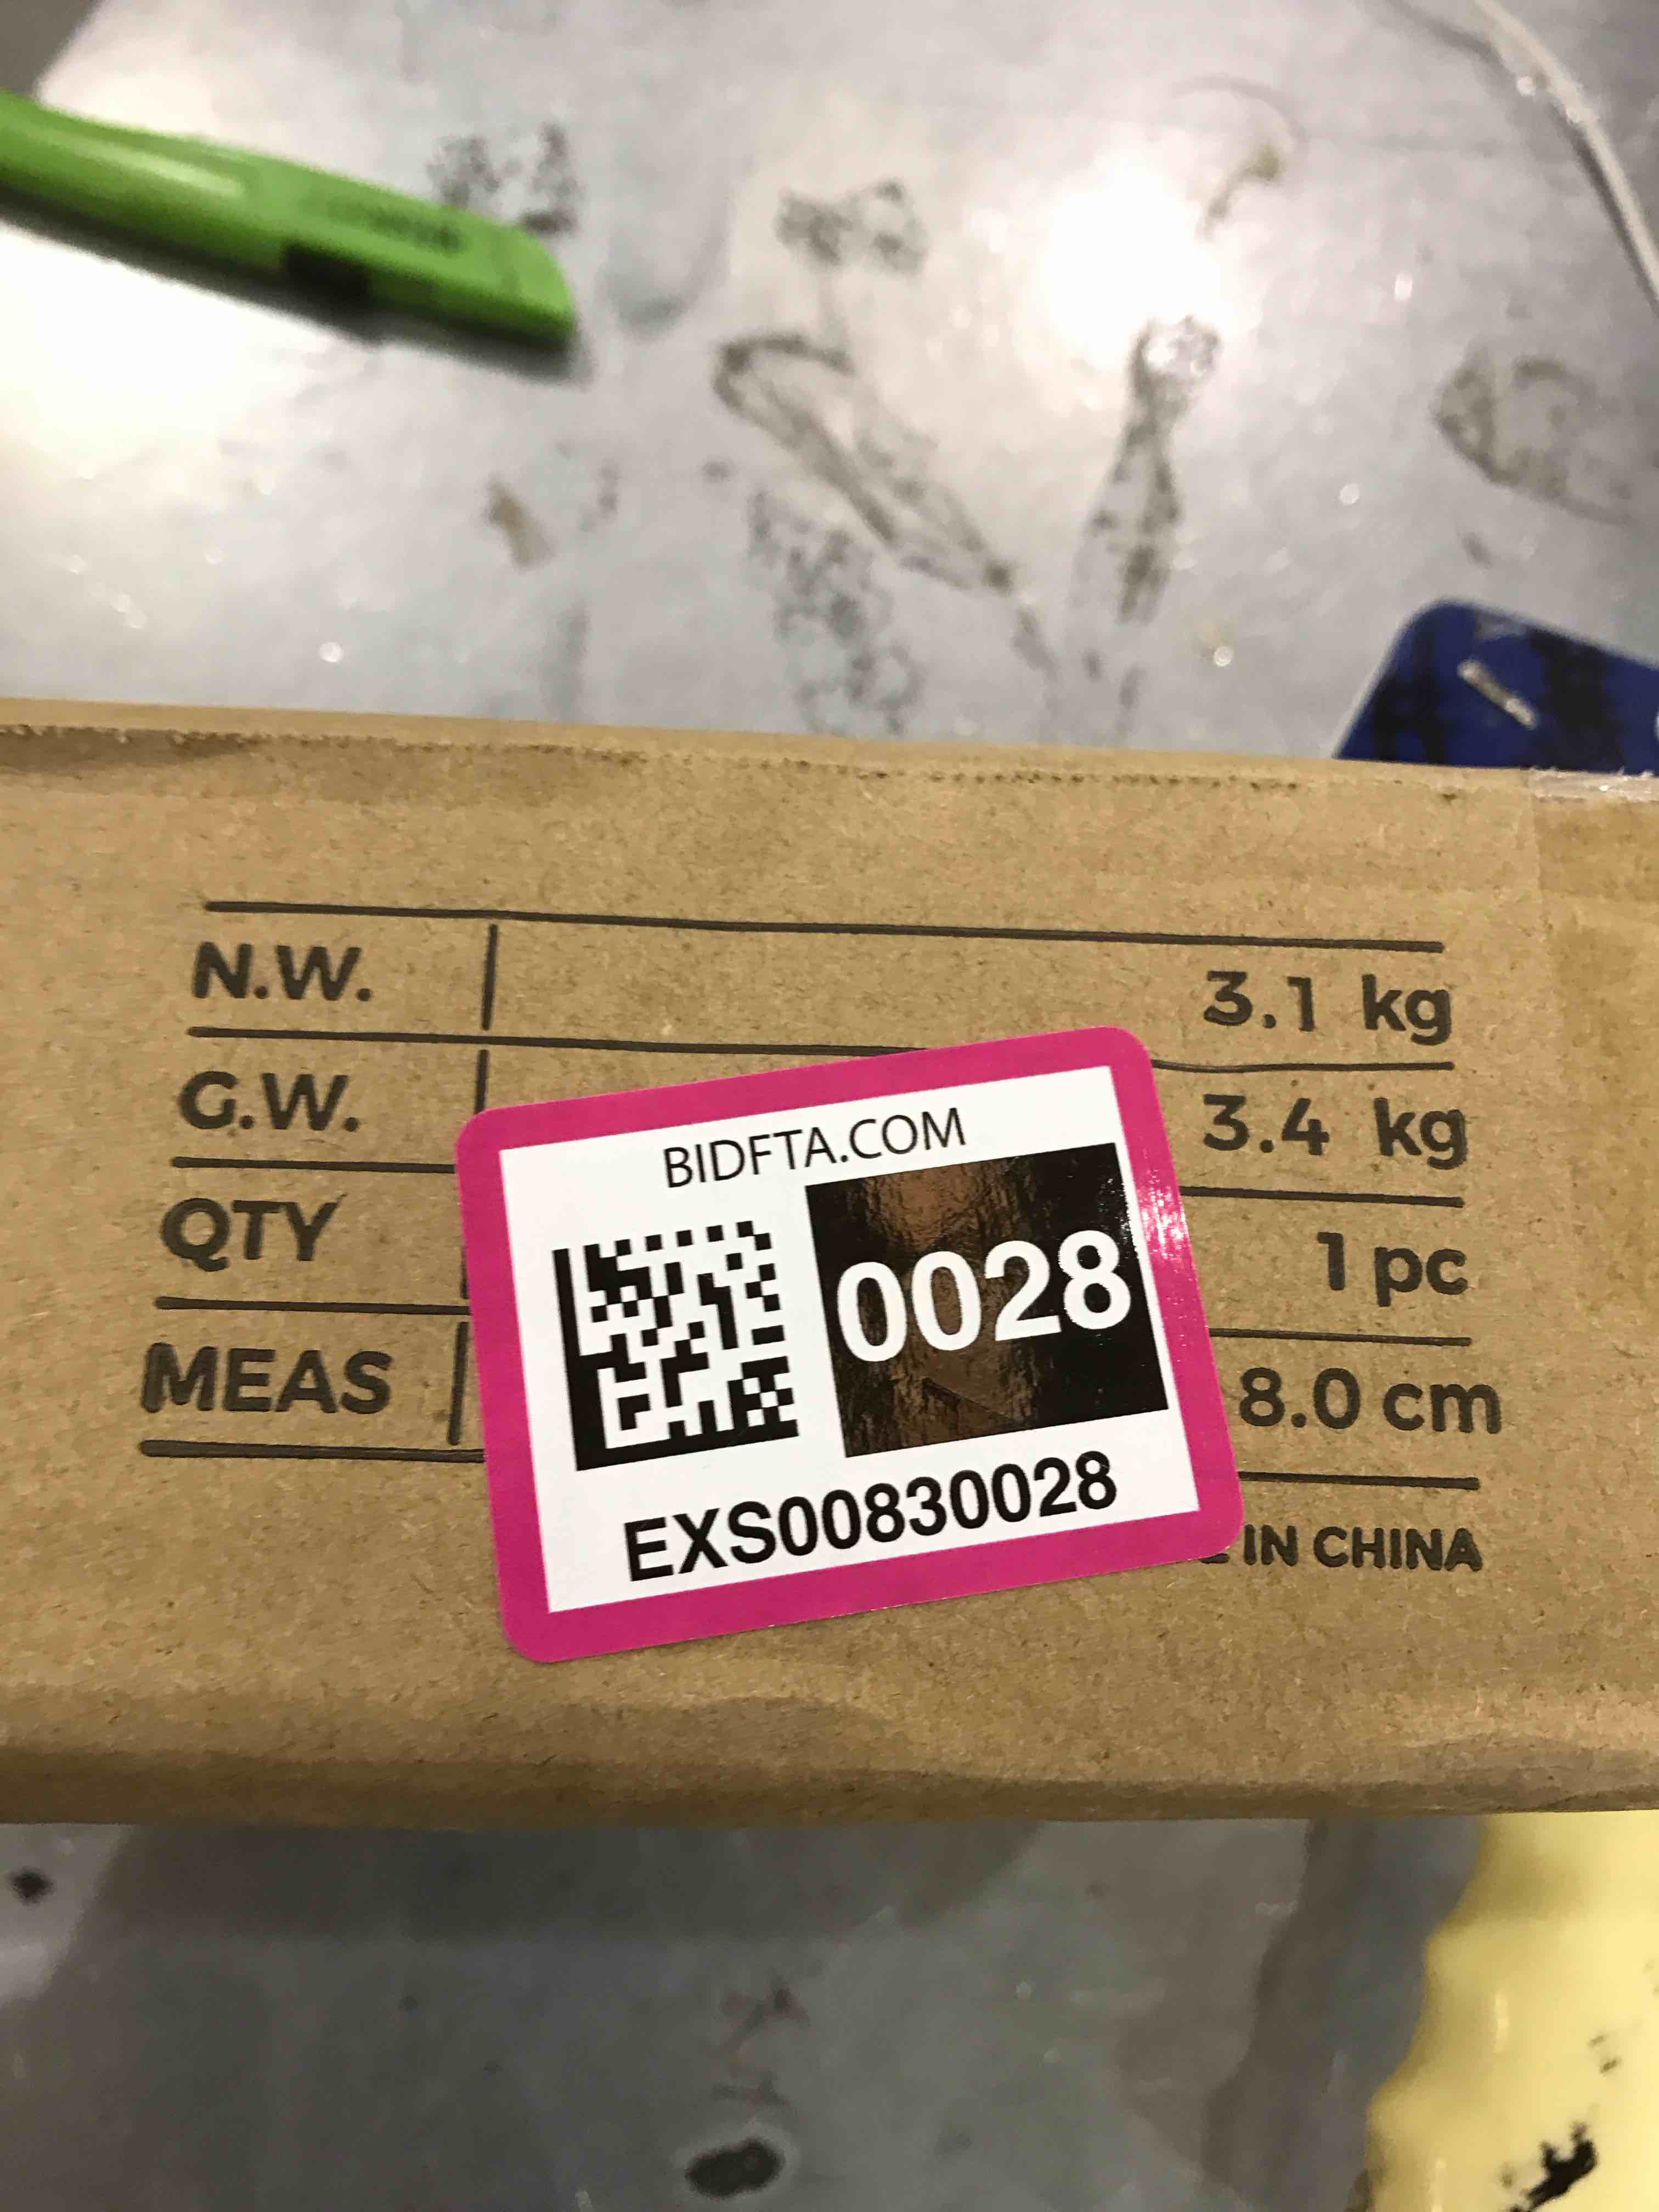 N.W. 3.1 kg
G.W. 3.4 kg
QTY 1 pc
MEAS 8.0 cm
IN CHINA
BIDFTA.COM
0028
EXS00830028